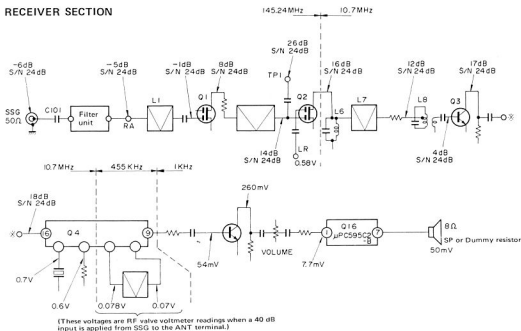 RECEIVER SECTION
145.24MHz
10.7MHz
-6dB
S/N 24dB
-5dB
S/N 24dB
-1dB
S/N 24dB
8dB
S/N 24dB
26dB
S/N 24dB
16dB
S/N 24dB
12dB
S/N 24dB
17dB
S/N 24dB
TP1
SSG
50Ω
C101
Filter
unit
RA
L1
Q1
Q2
L6
L7
L8
Q3
※
14dB
S/N 24dB
LR
0.58V
4dB
S/N 24dB
10.7MHz
455KHz
1KHz
18dB
S/N 24dB
260mV
※
16
Q4
9
54mV
VOLUME
1
Q16
μPC595C2
-B
7
7.7mV
8Ω
SP or Dummy resistor
50mV
0.7V
0.6V
0.078V
0.07V
(These voltages are RF valve voltmeter readings when a 40 dB
input is applied from SSG to the ANT terminal.)